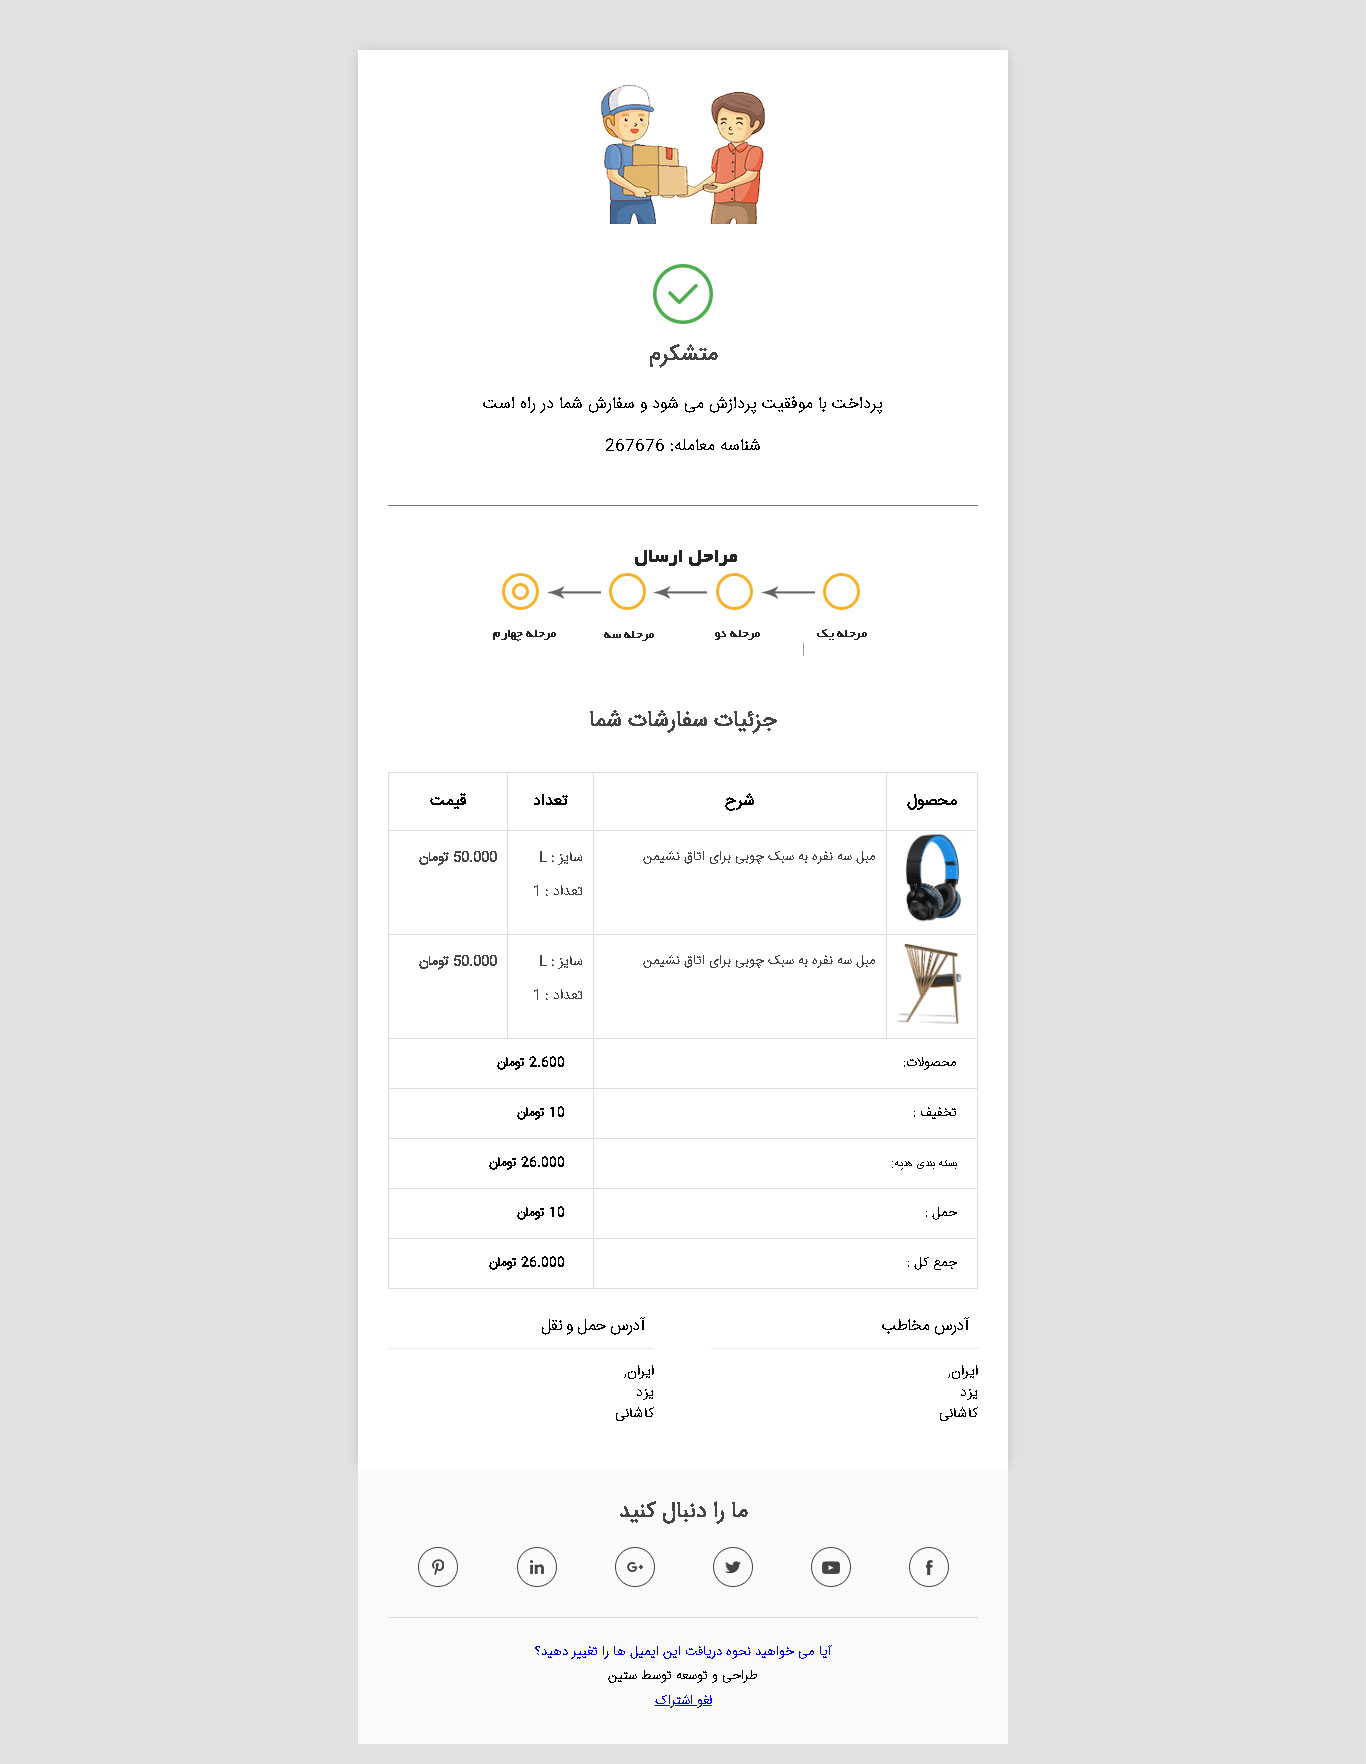 متشکرم
پرداخت با موفقیت پردازش می شود و سفارش شما در راه است
شناسه معامله: 267676
مراحل ارسال
مرحله یک
مرحله دو
مرحله سه
مرحله چهارم
جزئیات سفارشات شما
محصول شرح تعداد قیمت
مبل سه نفره به سبک چوبی برای اتاق نشیمن سایز : L 50.000 تومان
تعداد : 1
مبل سه نفره به سبک چوبی برای اتاق نشیمن سایز : L 50.000 تومان
تعداد : 1
محصولات: 2.600 تومان
تخفیف : 10 تومان
بسته بندی هدیه: 26.000 تومان
حمل : 10 تومان
جمع کل : 26.000 تومان
آدرس مخاطب
ایران,
یزد
کاشانی
آدرس حمل و نقل
ایران,
یزد
کاشانی
ما را دنبال کنید
آیا می خواهید نحوه دریافت این ایمیل ها را تغییر دهید؟
طراحی و توسعه توسط ستین
لغو اشتراک